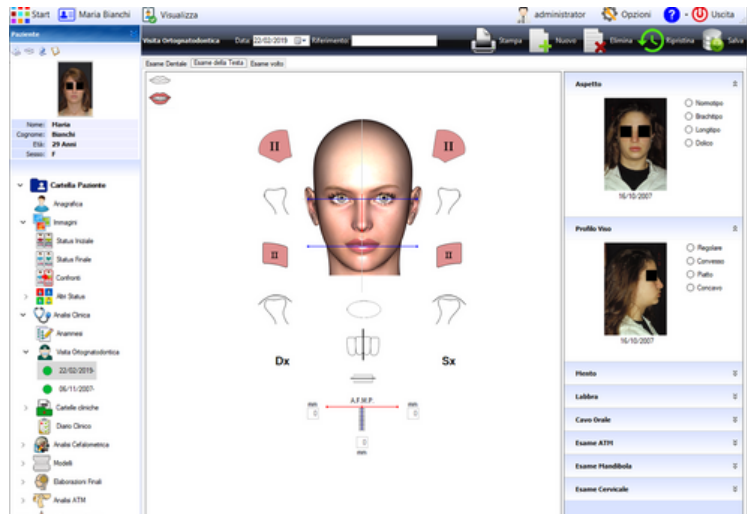 Start Maria Bianchi Visualizza administrator Opzioni ? - Uscita
Paziente
Visita Ortognatodontica Data: 22/02/2019 Riferimento: Stampa Nuovo Elimina Ripristina Salva
Esame Dentale Esame della Testa Esame volto
Nome: Maria
Cognome: Bianchi
Età: 29 Anni
Sesso: F
Cartella Paziente
Anagrafica
Immagini
Status Iniziale
Status Finale
Confronti
Altri Status
Analisi Clinica
Anamnesi
Visita Ortognatodontica
22/02/2019-
06/11/2007-
Cartelle cliniche
Diario Clinico
Analisi Cefalometrica
Modelli
Elaborazioni Finali
Analisi ATM
II II
II II
Dx Sx
A.F.H.P.
mm mm
0 0
0
mm
Aspetto
Normotipo
Brachitipo
Longitipo
Dolico
16/10/2007
Profilo Viso
Regolare
Convesso
Piatto
Concavo
16/10/2007
Mento
Labbra
Cavo Orale
Esame ATM
Esame Mandibola
Esame Cervicale